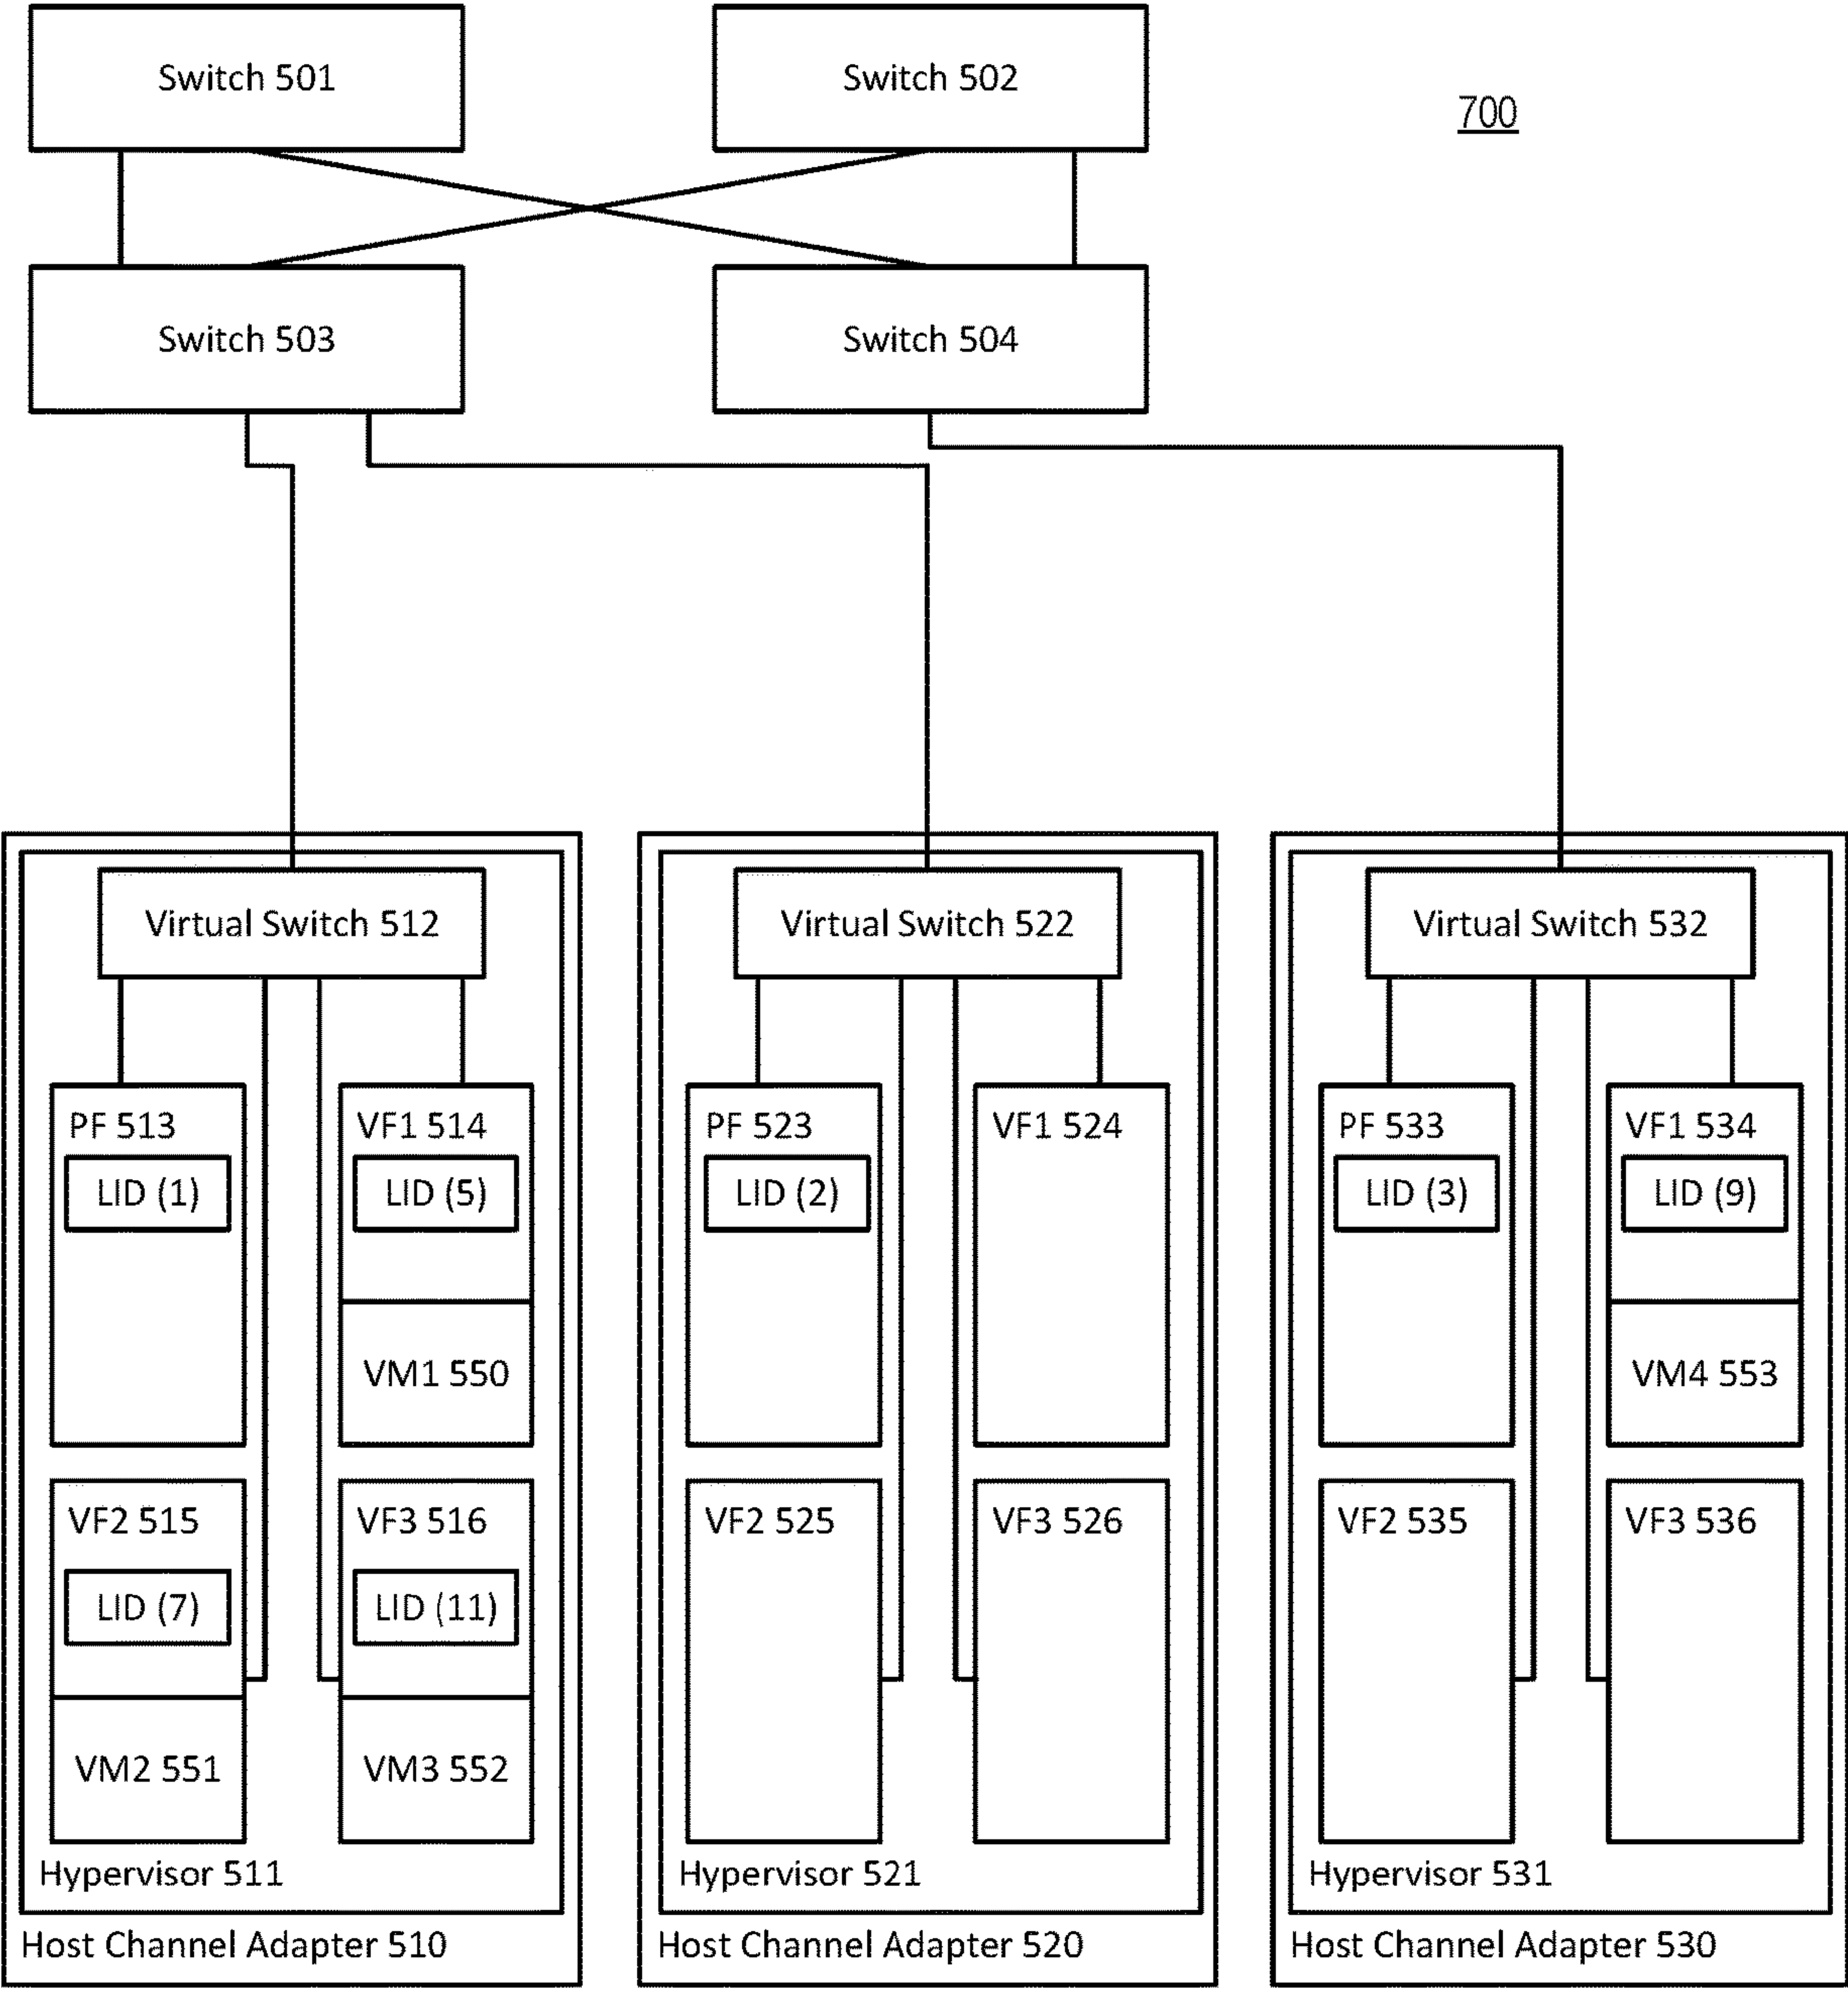 Switch 501
Switch 502
700
Switch 503
Switch 504
Virtual Switch 512
PF 513
LID (1)
VF1 514
LID (5)
VM1 550
VF2 515
LID (7)
VM2 551
VF3 516
LID (11)
VM3 552
Hypervisor 511
Host Channel Adapter 510
Virtual Switch 522
PF 523
LID (2)
VF1 524
VF2 525
VF3 526
Hypervisor 521
Host Channel Adapter 520
Virtual Switch 532
PF 533
LID (3)
VF1 534
LID (9)
VM4 553
VF2 535
VF3 536
Hypervisor 531
Host Channel Adapter 530